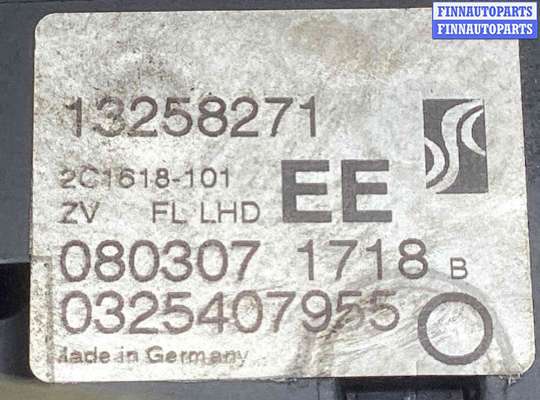 FINNAUTOPARTS
FINNAUTOPARTS
13258271
2C1618-101
ZV FL LHD EE
080307 1718 B
0325407955
Made in Germany